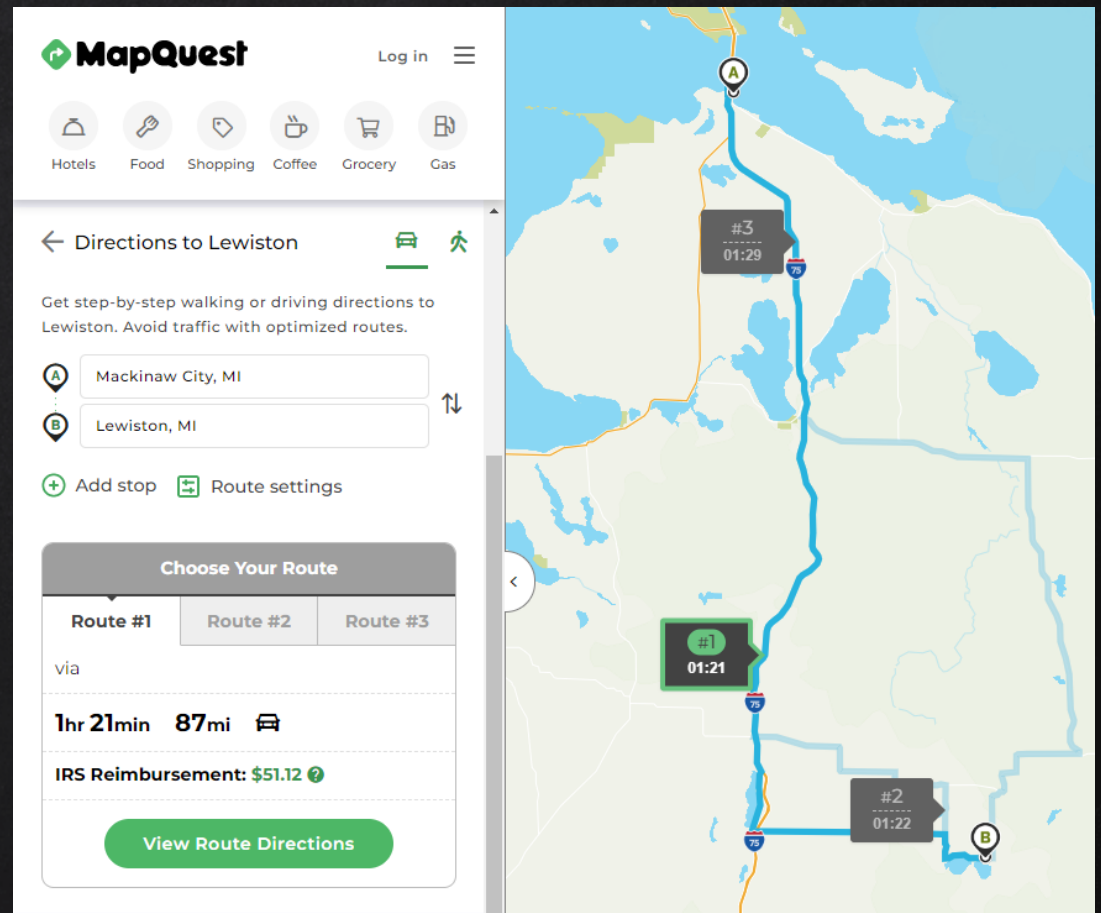 MapQuest
Log in
Hotels
Food
Shopping
Coffee
Grocery
Gas
Directions to Lewiston
Get step-by-step walking or driving directions to
Lewiston. Avoid traffic with optimized routes.
A
Mackinaw City, MI
B
Lewiston, MI
Add stop
Route settings
Choose Your Route
Route #1
Route #2
Route #3
via
1hr 21min 87mi
IRS Reimbursement: $51.12 ?
View Route Directions
A
#3
01:29
75
#1
01:21
75
#2
01:22
75
B